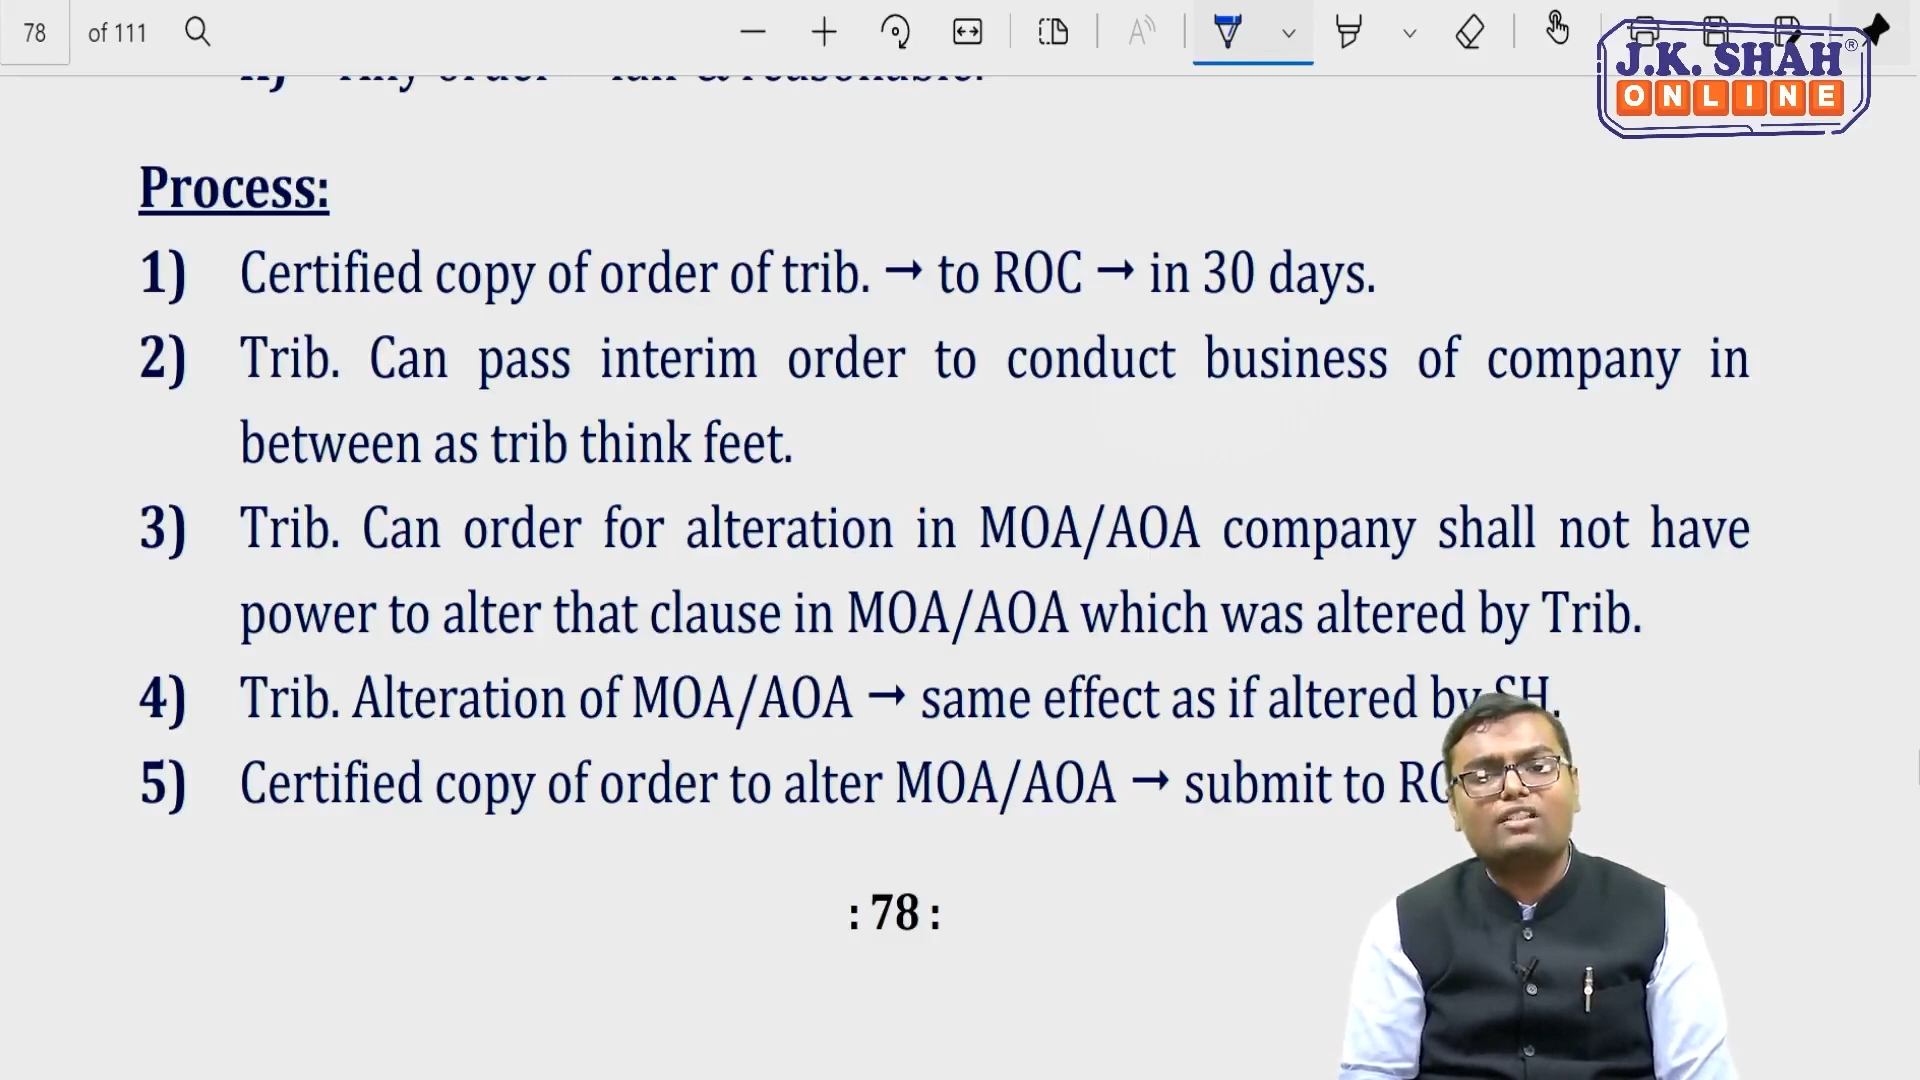 78 of 111
J.K. SHAH®
ONLINE
Process:
1) Certified copy of order of trib. → to ROC → in 30 days.
2) Trib. Can pass interim order to conduct business of company in
between as trib think feet.
3) Trib. Can order for alteration in MOA/AOA company shall not have
power to alter that clause in MOA/AOA which was altered by Trib.
4) Trib. Alteration of MOA/AOA → same effect as if altered by SH.
5) Certified copy of order to alter MOA/AOA → submit to
: 78 :